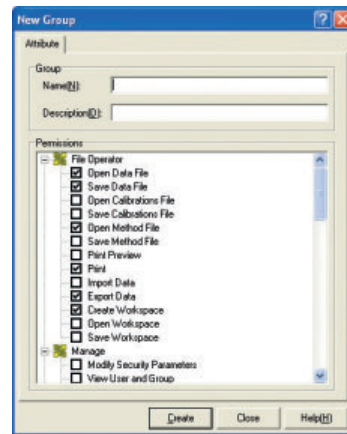 New Group
Attribute
Group
Name[N]:
Description[D]:
Permissions
File Operator
Open Data File
Save Data File
Open Calibrations File
Save Calibrations File
Open Method File
Save Method File
Print Preview
Print
Import Data
Export Data
Create Workspace
Open Workspace
Save Workspace
Manage
Modify Security Parameters
View User and Group
Create
Close
Help[H]